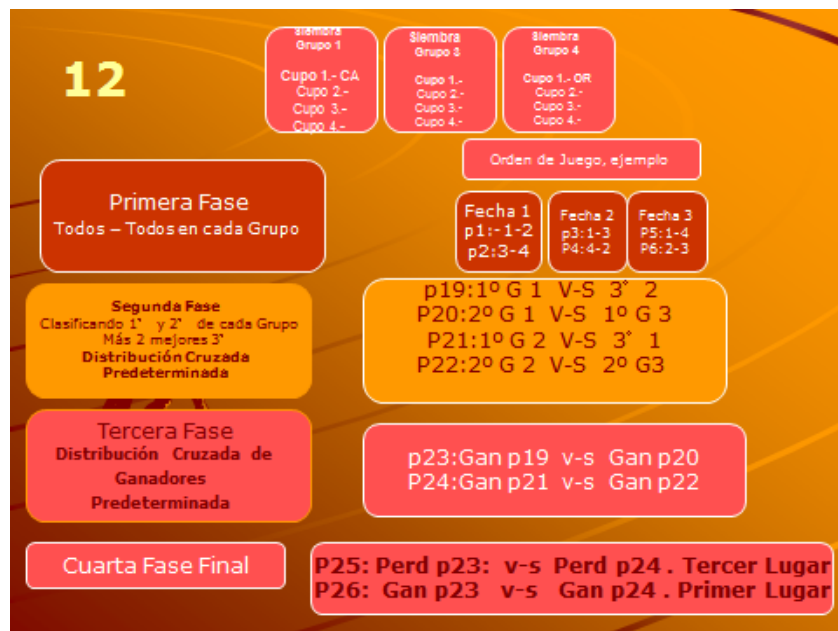 12
Siembra
Grupo 1
Cupo 1.- CA
Cupo 2.-
Cupo 3.-
Cupo 4.-
Siembra
Grupo 3
Cupo 1.-
Cupo 2.-
Cupo 3.-
Cupo 4.-
Siembra
Grupo 4
Cupo 1.- OR
Cupo 2.-
Cupo 3.-
Cupo 4.-
Orden de Juego, ejemplo
Primera Fase
Todos – Todos en cada Grupo
Fecha 1
p1:-1-2
p2:3-4
Fecha 2
p3:1-3
P4:4-2
Fecha 3
P5:1-4
P6:2-3
Segunda Fase
Clasificando 1° y 2° de cada Grupo
Más 2 mejores 3°
Distribución Cruzada
Predeterminada
p19:1º G 1 V-S 3° 2
P20:2º G 1 V-S 1º G 3
P21:1º G 2 V-S 3° 1
P22:2º G 2 V-S 2º G3
Tercera Fase
Distribución Cruzada de
Ganadores
Predeterminada
p23:Gan p19 v-s Gan p20
P24:Gan p21 v-s Gan p22
Cuarta Fase Final
P25: Perd p23: v-s Perd p24 . Tercer Lugar
P26: Gan p23 v-s Gan p24 . Primer Lugar